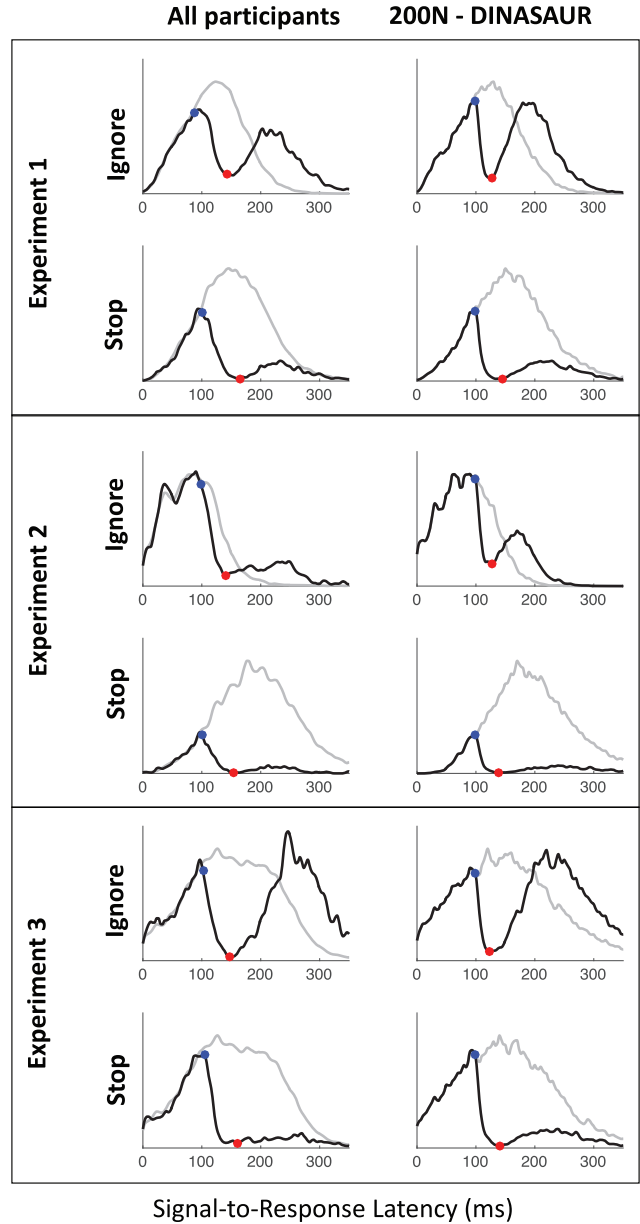 All participants 200N - DINASAUR
Experiment 1
Ignore
0 100 200 300 0 100 200 300
Stop
0 100 200 300 0 100 200 300
Experiment 2
Ignore
0 100 200 300 0 100 200 300
Stop
0 100 200 300 0 100 200 300
Experiment 3
Ignore
0 100 200 300 0 100 200 300
Stop
0 100 200 300 0 100 200 300
Signal-to-Response Latency (ms)